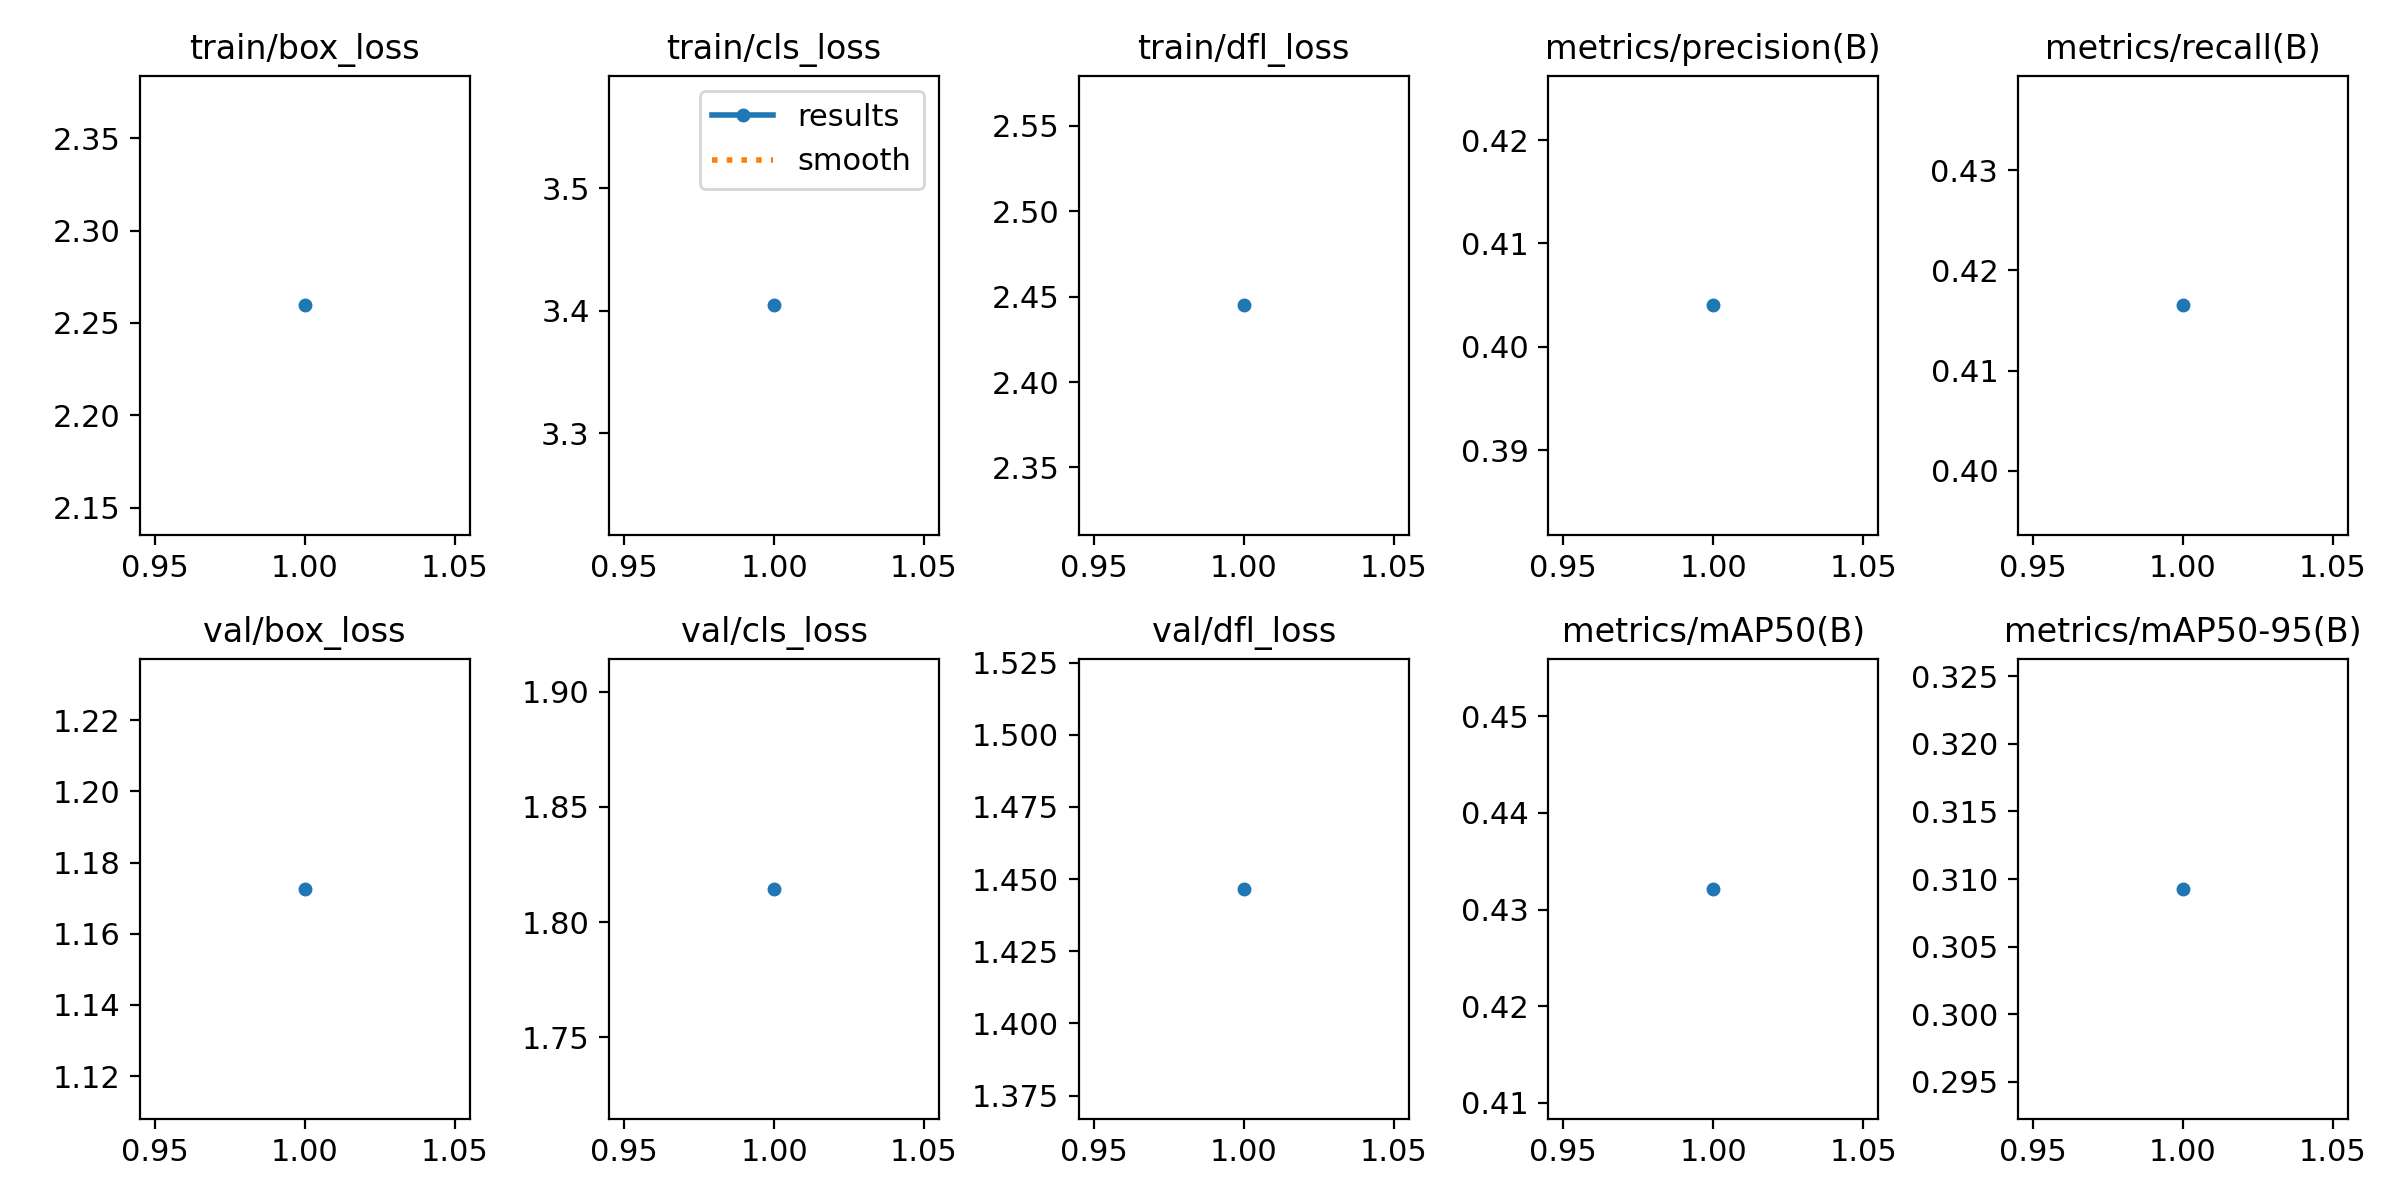 train/box_loss
2.35
2.30
2.25
2.20
2.15
0.95 1.00 1.05
train/cls_loss
results
smooth
3.5
3.4
3.3
0.95 1.00 1.05
train/dfl_loss
2.55
2.50
2.45
2.40
2.35
0.95 1.00 1.05
metrics/precision(B)
0.42
0.41
0.40
0.39
0.95 1.00 1.05
metrics/recall(B)
0.43
0.42
0.41
0.40
0.95 1.00 1.05
val/box_loss
1.22
1.20
1.18
1.16
1.14
1.12
0.95 1.00 1.05
val/cls_loss
1.90
1.85
1.80
1.75
0.95 1.00 1.05
val/dfl_loss
1.525
1.500
1.475
1.450
1.425
1.400
1.375
0.95 1.00 1.05
metrics/mAP50(B)
0.45
0.44
0.43
0.42
0.41
0.95 1.00 1.05
metrics/mAP50-95(B)
0.325
0.320
0.315
0.310
0.305
0.300
0.295
0.95 1.00 1.05